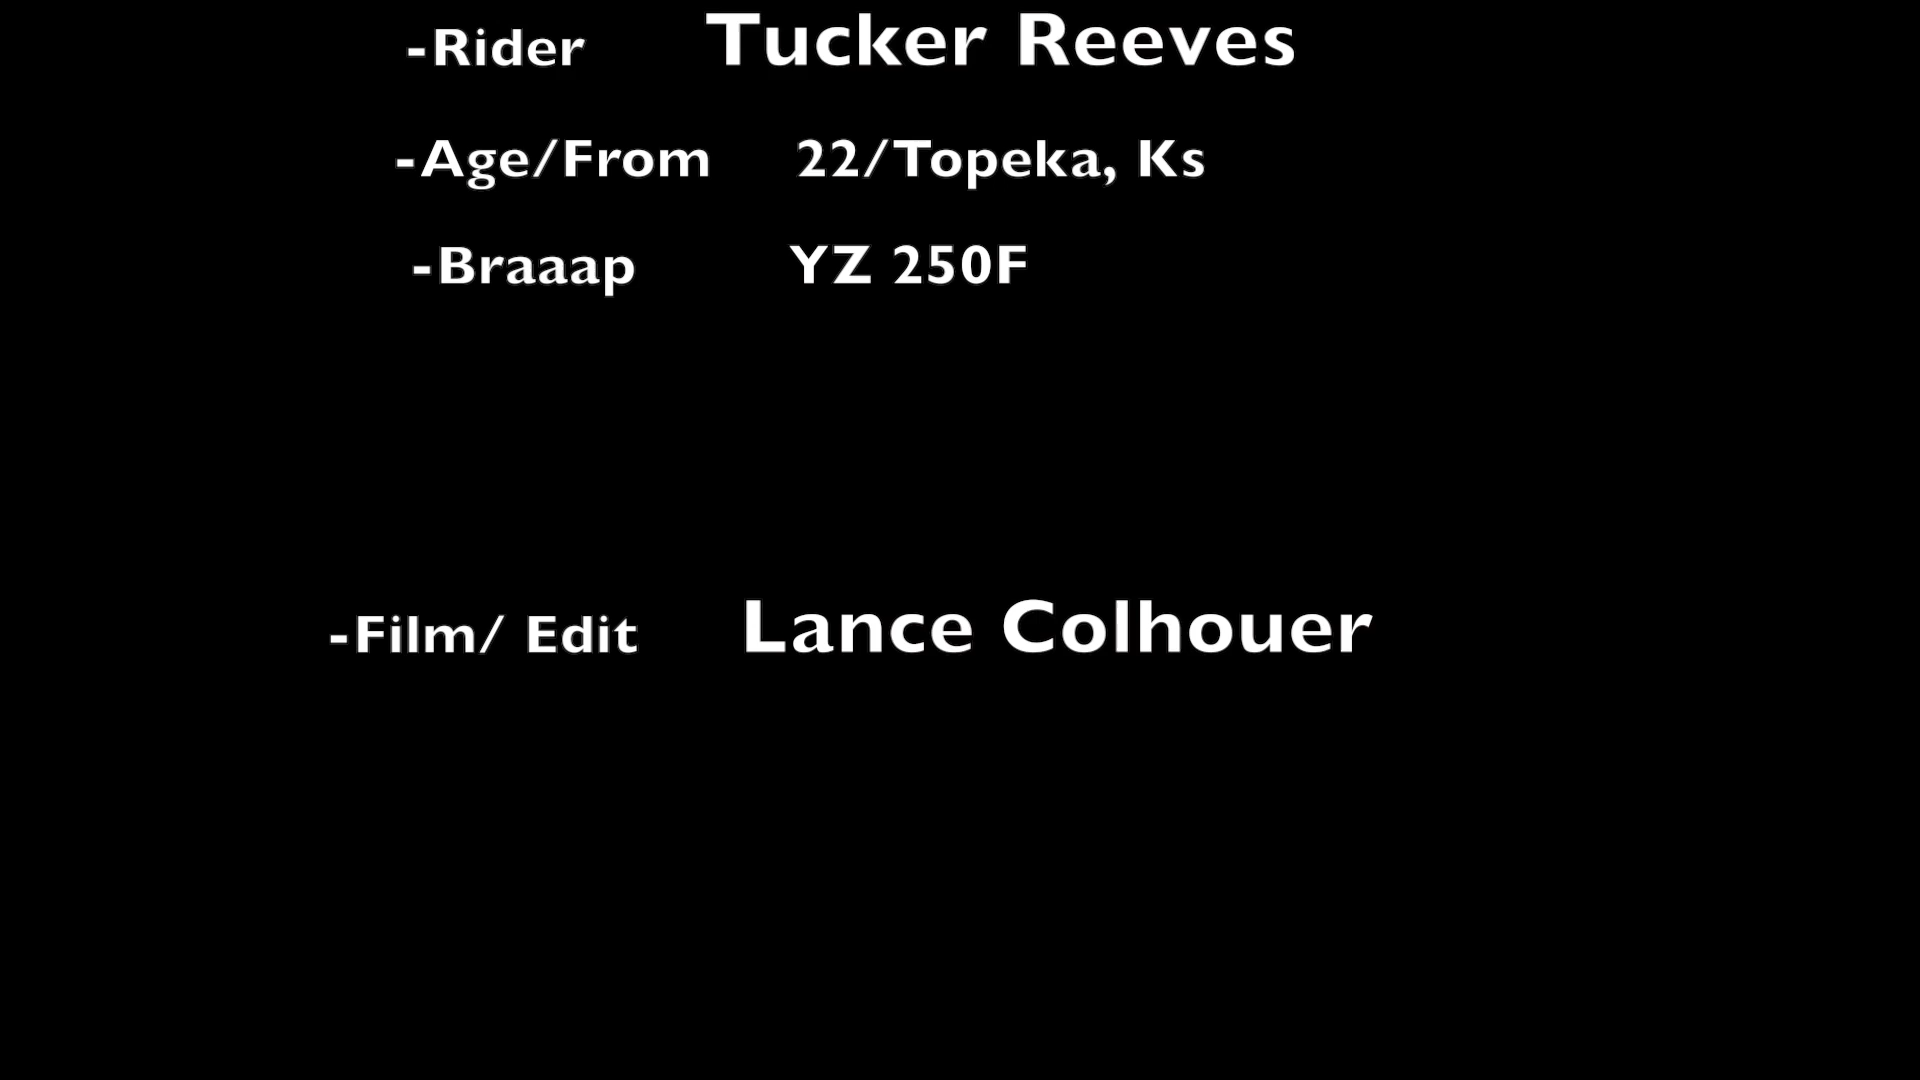 -Rider Tucker Reeves
-Age/From 22/Topeka, Ks
-Braaap YZ 250F
-Film/ Edit Lance Colhouer